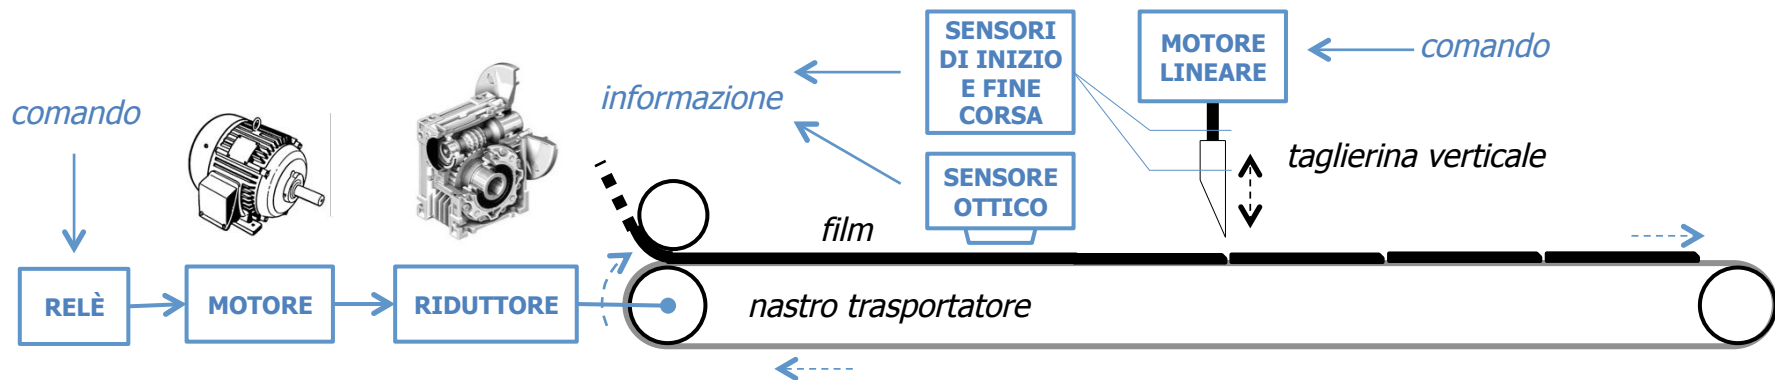 comando
informazione
SENSORI
DI INIZIO
E FINE
CORSA
MOTORE
LINEARE
comando
taglierina verticale
SENSORE
OTTICO
film
RELÈ
MOTORE
RIDUTTORE
nastro trasportatore